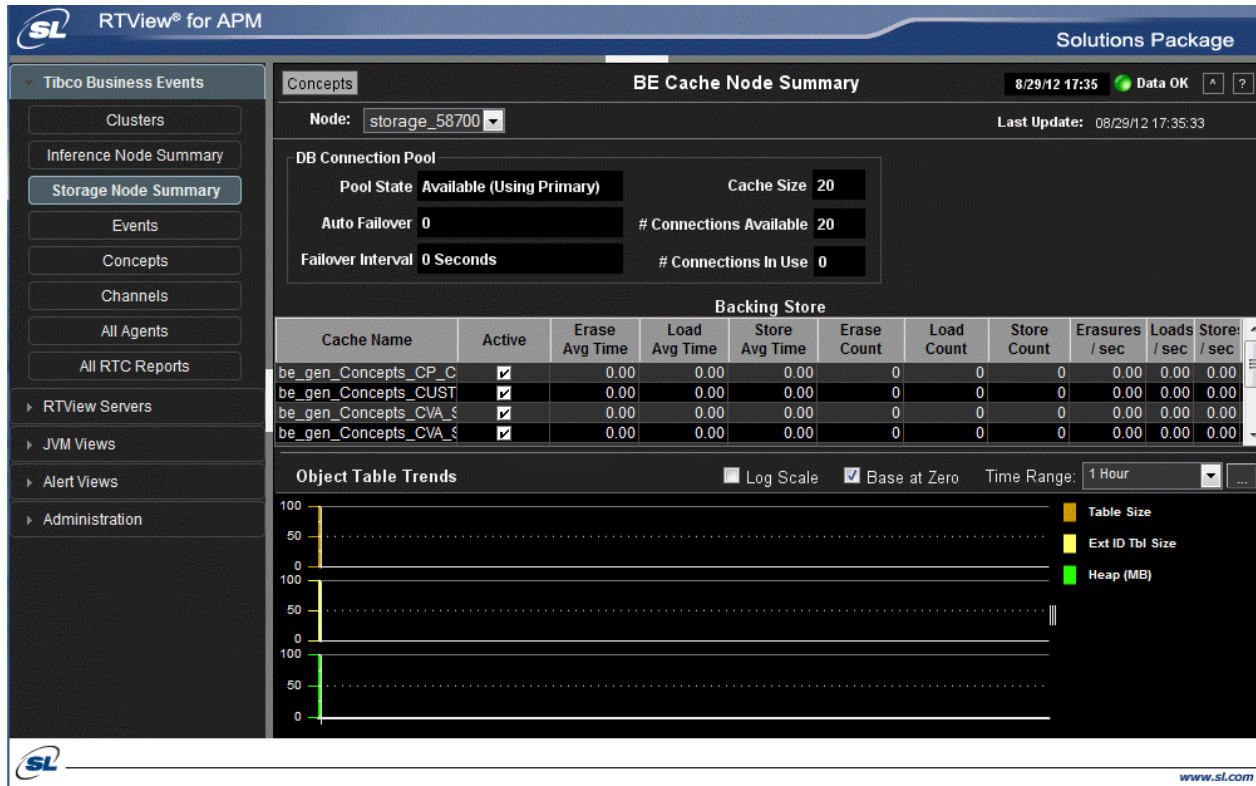 SL RTView® for APM
Solutions Package
Tibco Business Events
Clusters
Inference Node Summary
Storage Node Summary
Events
Concepts
Channels
All Agents
All RTC Reports
RTView Servers
JVM Views
Alert Views
Administration
Concepts BE Cache Node Summary 8/29/12 17:35 Data OK ^ ?
Node: storage_58700 Last Update: 08/29/12 17:35:33
DB Connection Pool
Pool State Available (Using Primary) Cache Size 20
Auto Failover 0 # Connections Available 20
Failover Interval 0 Seconds # Connections In Use 0
Backing Store
Cache Name Active Erase Avg Time Load Avg Time Store Avg Time Erase Count Load Count Store Count Erasures / sec Loads / sec Stores / sec
be_gen_Concepts_CP_C 0.00 0.00 0.00 0 0 0 0.00 0.00 0.00
be_gen_Concepts_CUST 0.00 0.00 0.00 0 0 0 0.00 0.00 0.00
be_gen_Concepts_CVA_S 0.00 0.00 0.00 0 0 0 0.00 0.00 0.00
be_gen_Concepts_CVA_S 0.00 0.00 0.00 0 0 0 0.00 0.00 0.00
Object Table Trends Log Scale Base at Zero Time Range: 1 Hour ...
100
50
0
100
50
0
100
50
0
Table Size
Ext ID Tbl Size
Heap (MB)
SL
www.sl.com